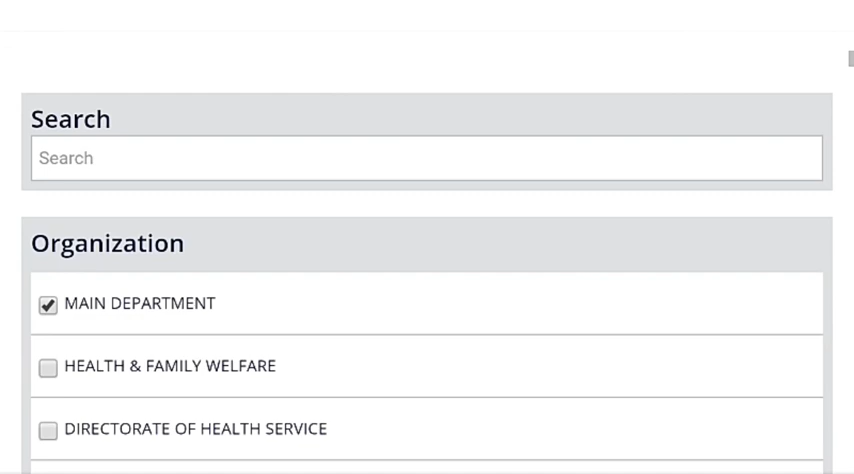 Search
Search
Organization
MAIN DEPARTMENT
HEALTH & FAMILY WELFARE
DIRECTORATE OF HEALTH SERVICE